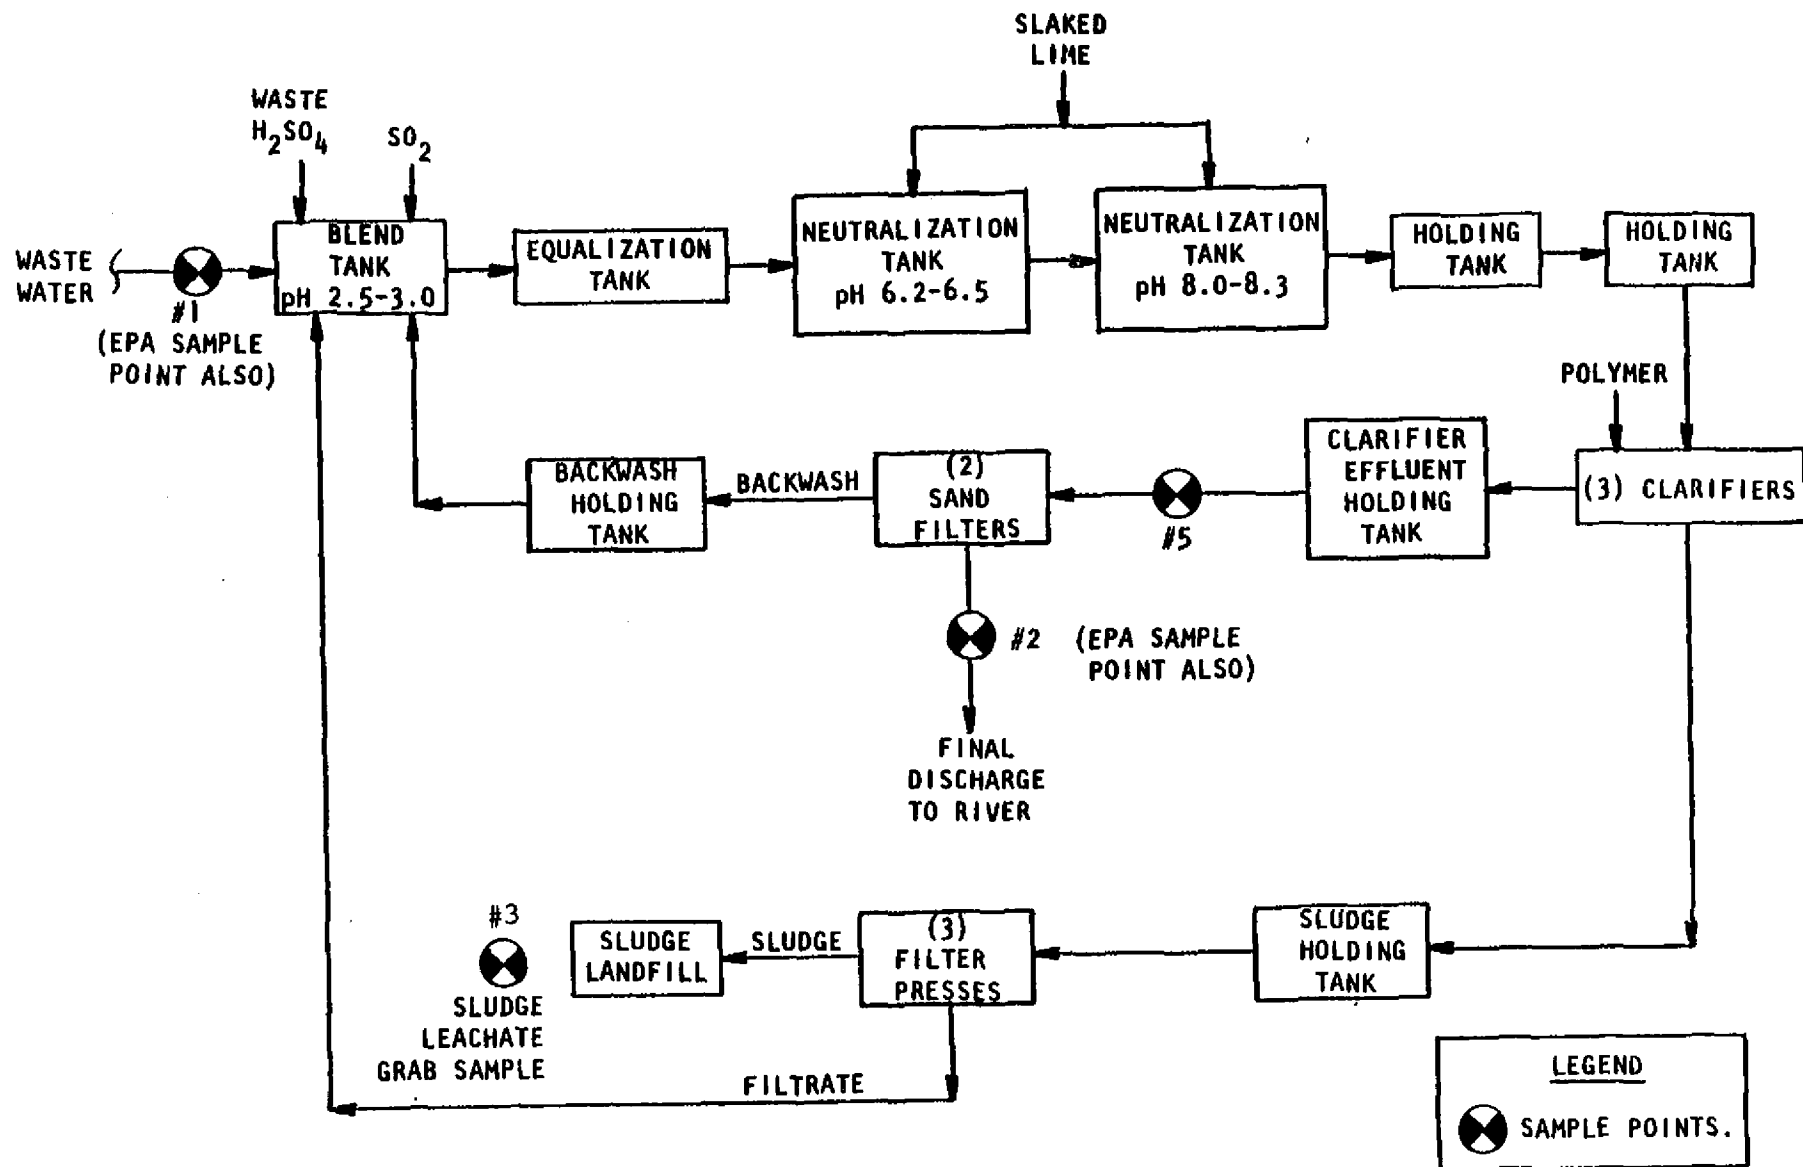 SLAKED
LIME
WASTE
H2SO4
SO2
WASTE
WATER
#1
(EPA SAMPLE
POINT ALSO)
BLEND
TANK
pH 2.5-3.0
EQUALIZATION
TANK
NEUTRALIZATION
TANK
pH 6.2-6.5
NEUTRALIZATION
TANK
pH 8.0-8.3
HOLDING
TANK
HOLDING
TANK
POLYMER
(3) CLARIFIERS
CLARIFIER
EFFLUENT
HOLDING
TANK
#5
(2)
SAND
FILTERS
BACKWASH
BACKWASH
HOLDING
TANK
#2 (EPA SAMPLE
POINT ALSO)
FINAL
DISCHARGE
TO RIVER
#3
SLUDGE
LEACHATE
GRAB SAMPLE
SLUDGE
LANDFILL
SLUDGE
(3)
FILTER
PRESSES
SLUDGE
HOLDING
TANK
FILTRATE
LEGEND
SAMPLE POINTS.